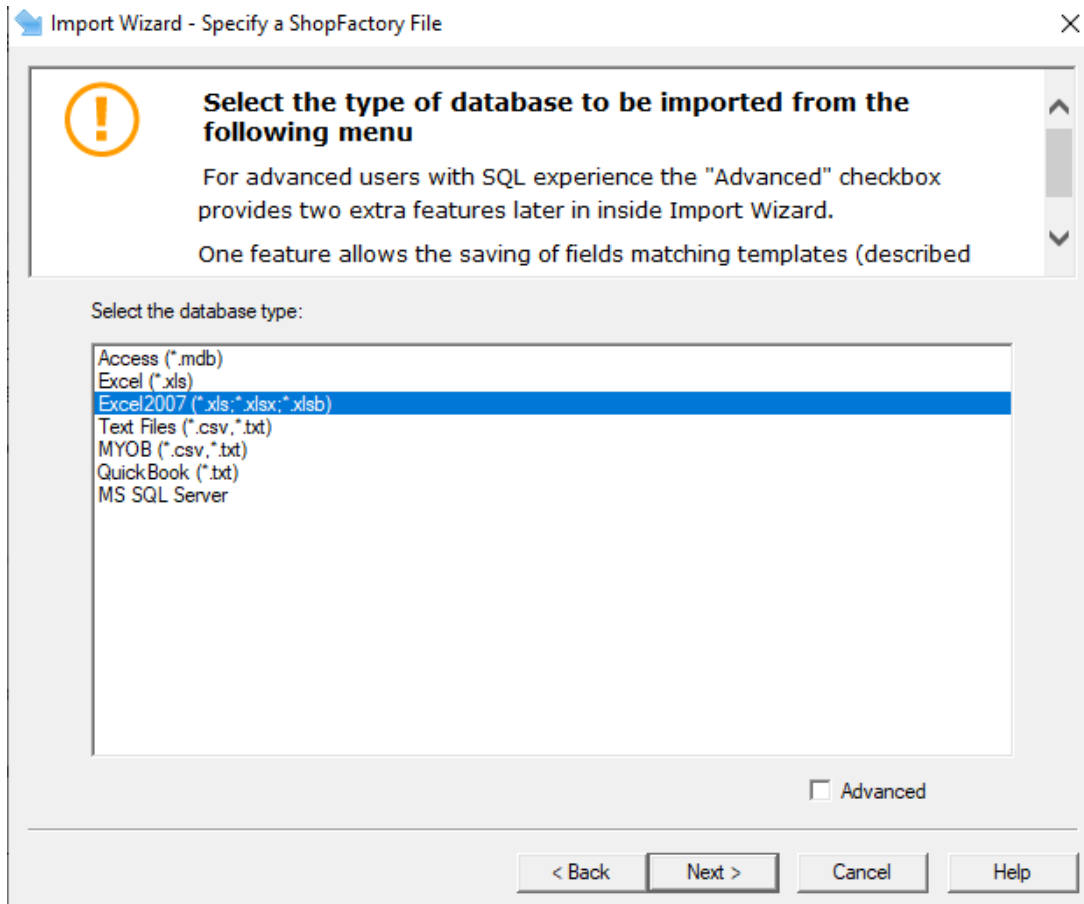 Import Wizard - Specify a ShopFactory File
Select the type of database to be imported from the
following menu
For advanced users with SQL experience the "Advanced" checkbox
provides two extra features later in inside Import Wizard.
One feature allows the saving of fields matching templates (described
Select the database type:
Access (*.mdb)
Excel (*.xls)
Excel2007 (*.xls;*.xlsx;*.xlsb)
Text Files (*.csv,*.txt)
MYOB (*.csv,*.txt)
QuickBook (*.txt)
MS SQL Server
Advanced
< Back Next > Cancel Help